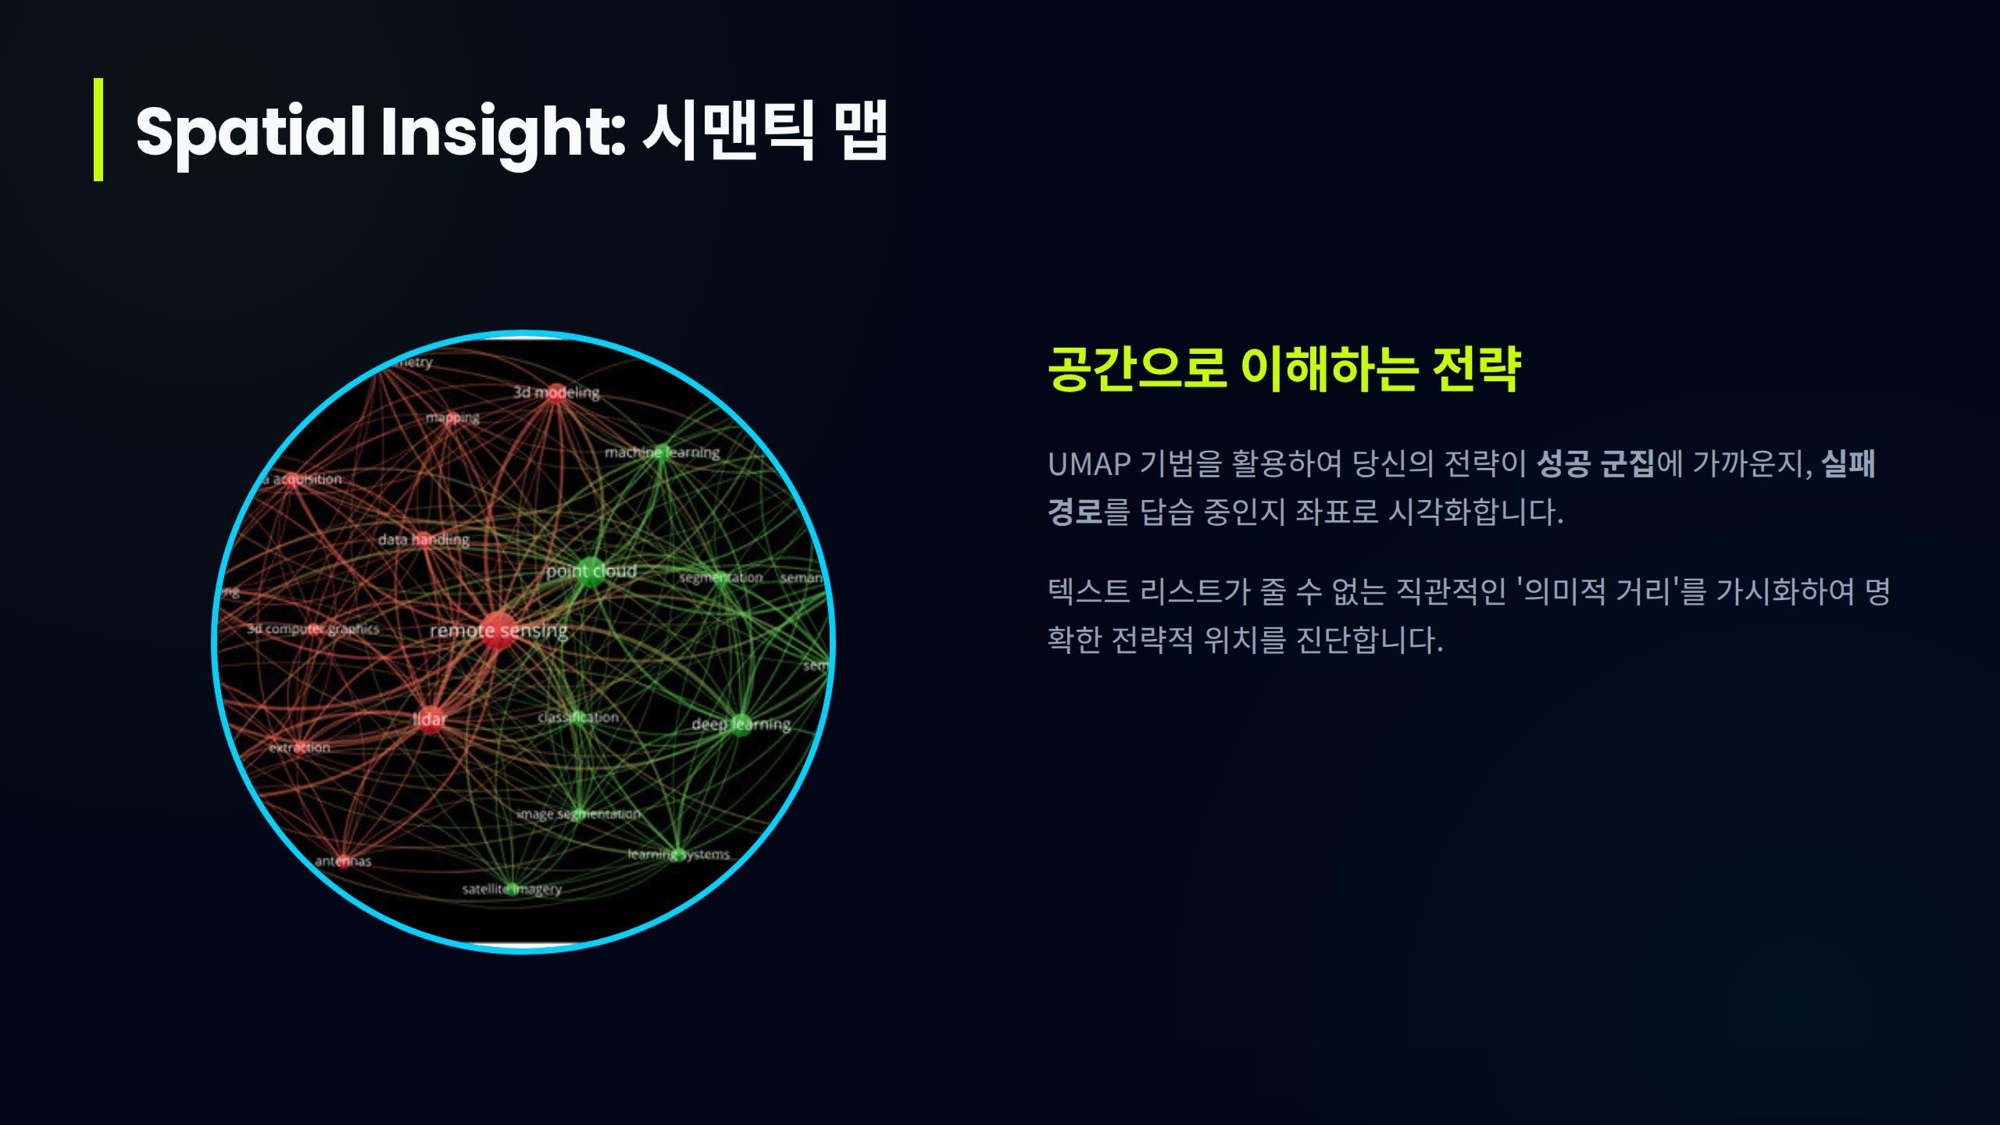 Spatial Insight: 시맨틱 맵
3d modeling
mapping
machine learning
acquisition
data handling
point cloud
segmentation
remote sensing
3d computer graphics
lidar
classification
deep learning
extraction
image segmentation
learning systems
antennas
satellite imagery
공간으로 이해하는 전략
UMAP 기법을 활용하여 당신의 전략이 성공 군집에 가까운지, 실패
경로를 답습 중인지 좌표로 시각화합니다.
텍스트 리스트가 줄 수 없는 직관적인 '의미적 거리'를 가시화하여 명
확한 전략적 위치를 진단합니다.